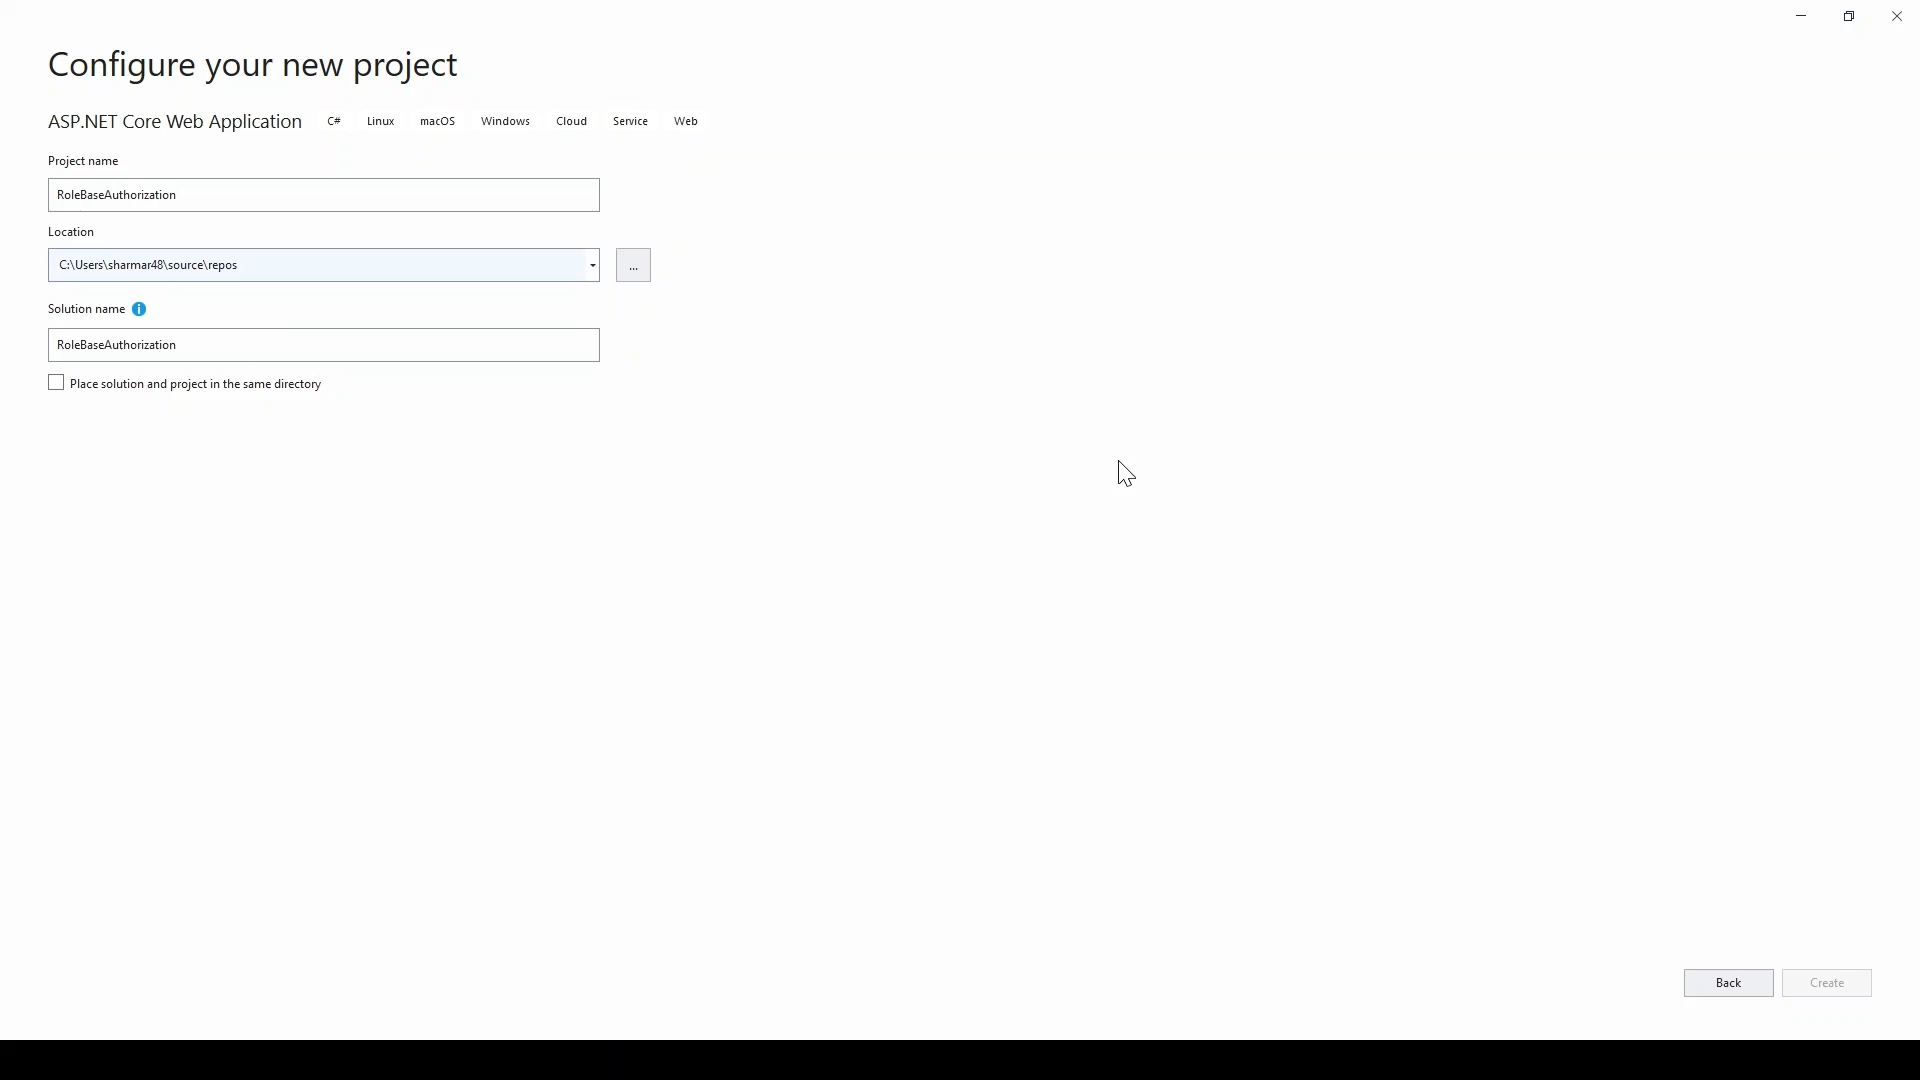 Configure your new project
ASP.NET Core Web Application C# Linux macOS Windows Cloud Service Web
Project name
RoleBaseAuthorization
Location
C:\Users\sharmar48\source\repos
...
Solution name i
RoleBaseAuthorization
Place solution and project in the same directory
Back Create